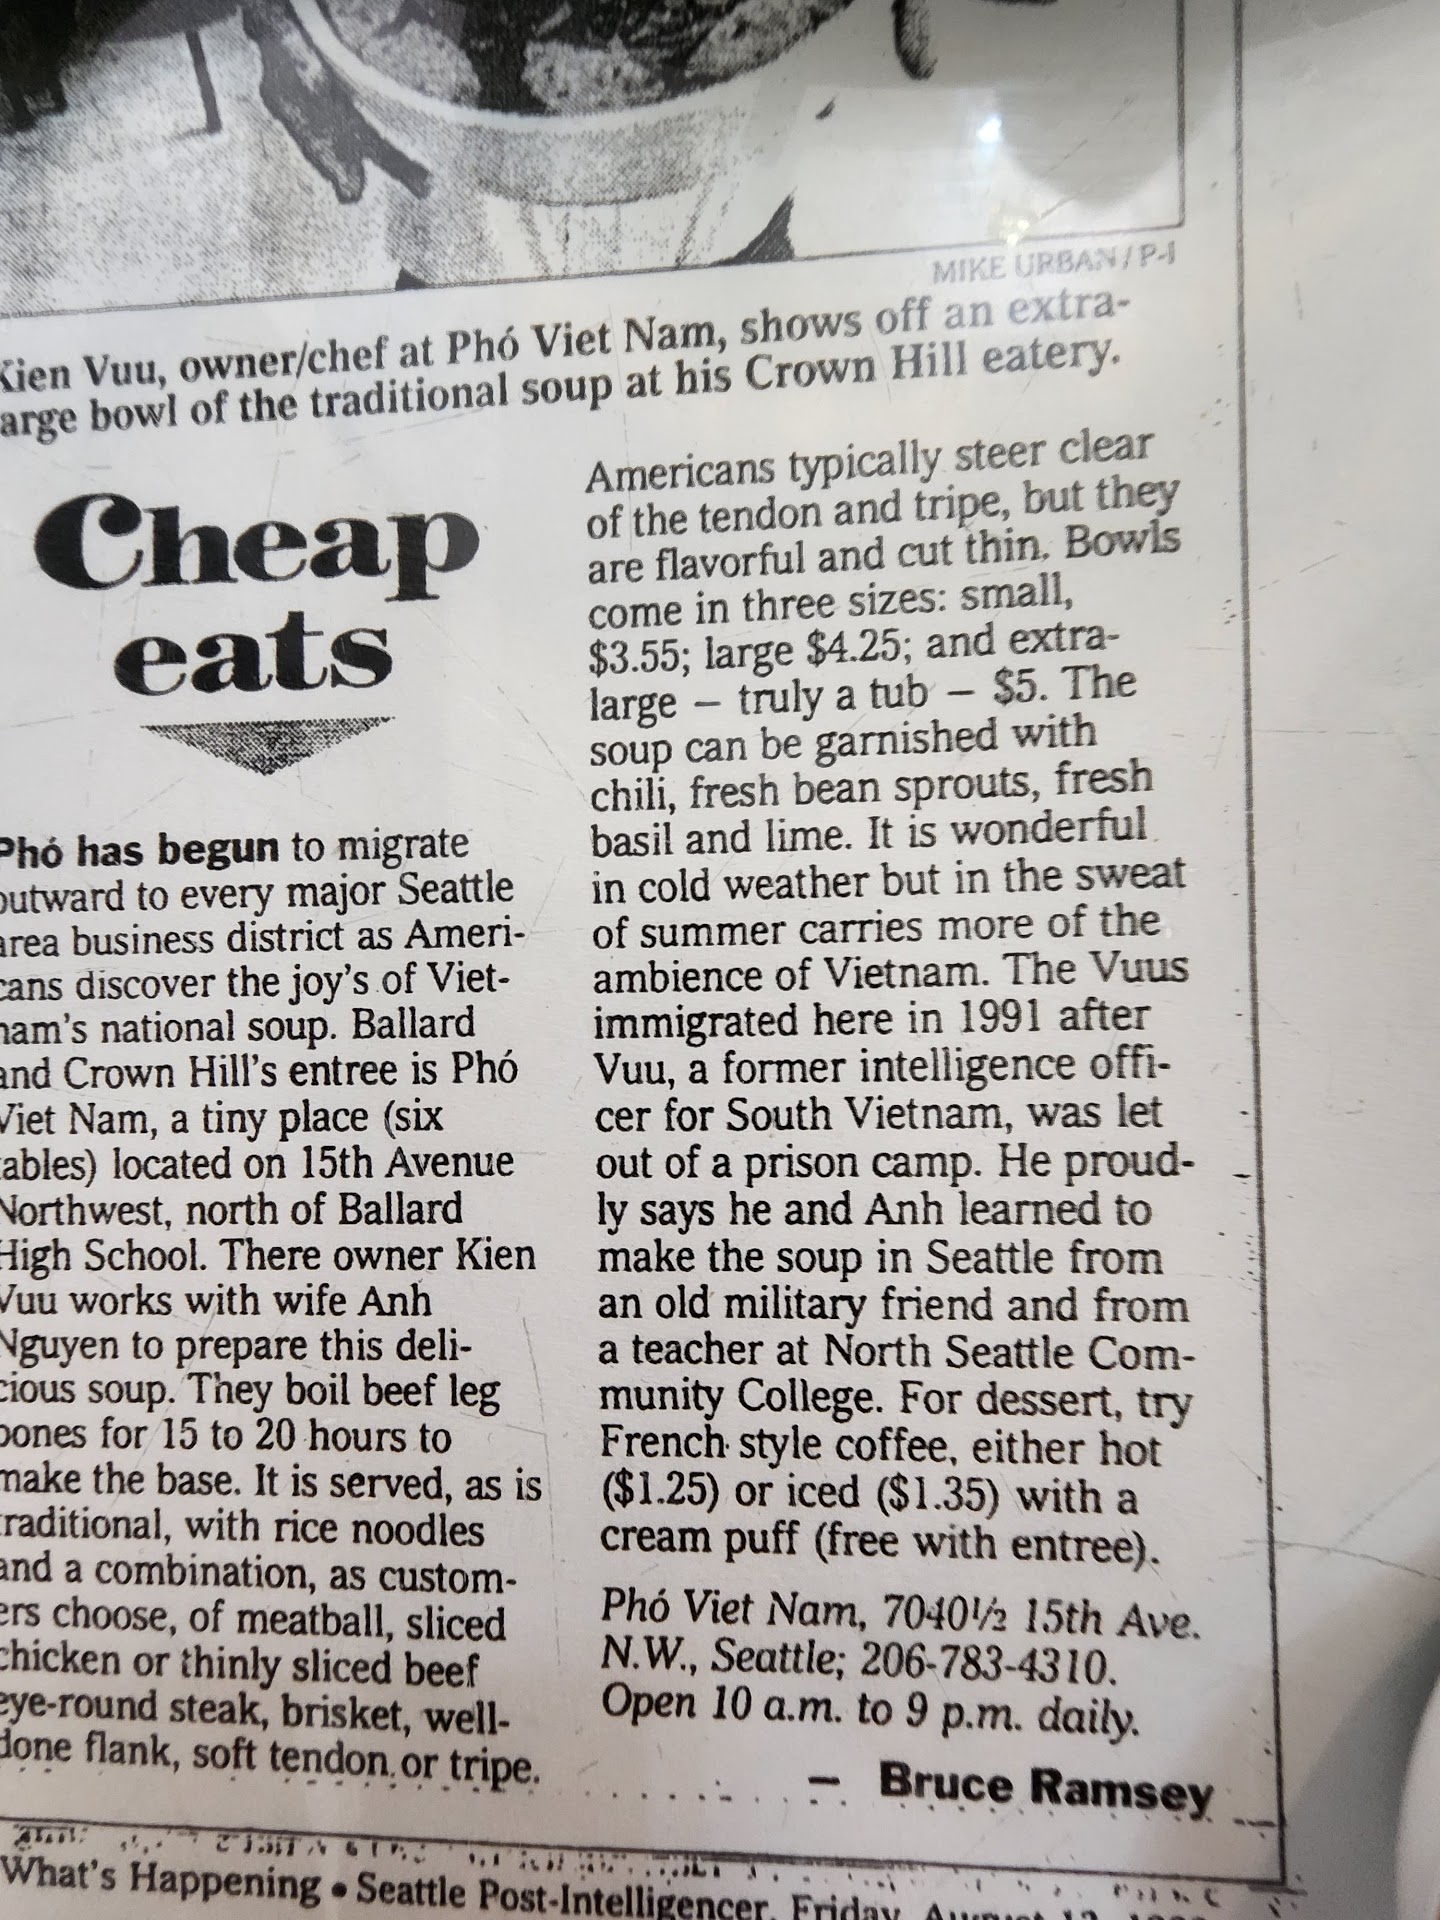 MIKE URBAN / P-I
Kien Vuu, owner/chef at Phó Viet Nam, shows off an extra-
large bowl of the traditional soup at his Crown Hill eatery.
Cheap
eats
Phó has begun to migrate
outward to every major Seattle
area business district as Ameri-
cans discover the joy's of Viet-
nam's national soup. Ballard
and Crown Hill's entree is Phó
Viet Nam, a tiny place (six
tables) located on 15th Avenue
Northwest, north of Ballard
High School. There owner Kien
Vuu works with wife Anh
Nguyen to prepare this deli-
cious soup. They boil beef leg
bones for 15 to 20 hours to
make the base. It is served, as is
traditional, with rice noodles
and a combination, as custom-
ers choose, of meatball, sliced
chicken or thinly sliced beef
eye-round steak, brisket, well-
done flank, soft tendon or tripe.
Americans typically steer clear
of the tendon and tripe, but they
are flavorful and cut thin. Bowls
come in three sizes: small,
$3.55; large $4.25; and extra-
large – truly a tub – $5. The
soup can be garnished with
chili, fresh bean sprouts, fresh
basil and lime. It is wonderful
in cold weather but in the sweat
of summer carries more of the
ambience of Vietnam. The Vuus
immigrated here in 1991 after
Vuu, a former intelligence offi-
cer for South Vietnam, was let
out of a prison camp. He proud-
ly says he and Anh learned to
make the soup in Seattle from
an old military friend and from
a teacher at North Seattle Com-
munity College. For dessert, try
French style coffee, either hot
($1.25) or iced ($1.35) with a
cream puff (free with entree).
Phó Viet Nam, 7040½ 15th Ave.
N.W., Seattle; 206-783-4310.
Open 10 a.m. to 9 p.m. daily.
– Bruce Ramsey
What's Happening • Seattle Post-Intelligencer, Friday, August